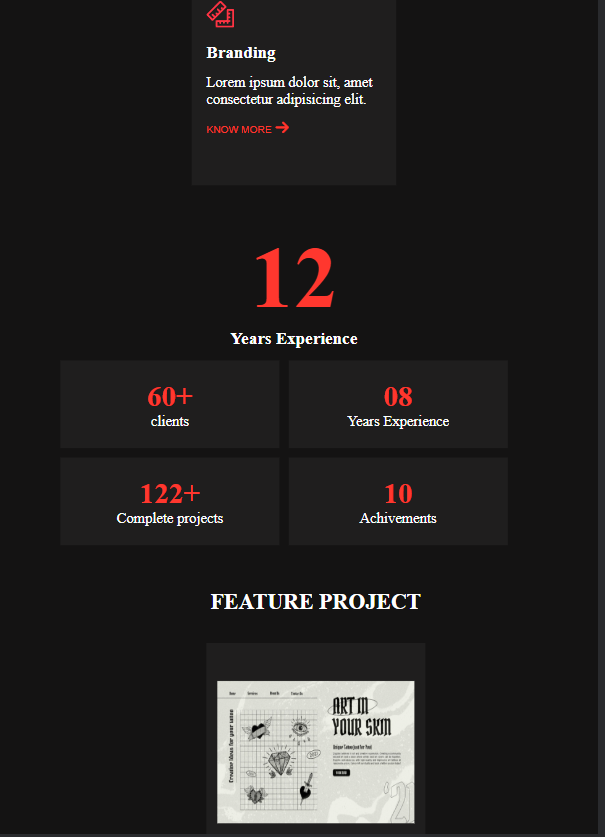 Branding
Lorem ipsum dolor sit, amet
consectetur adipisicing elit.
KNOW MORE
12
Years Experience
60+
clients
08
Years Experience
122+
Complete projects
10
Achivements
FEATURE PROJECT
Home Services About Us Contact Us
Creative Ideas for your tattoo
ART IN
YOUR SKIN